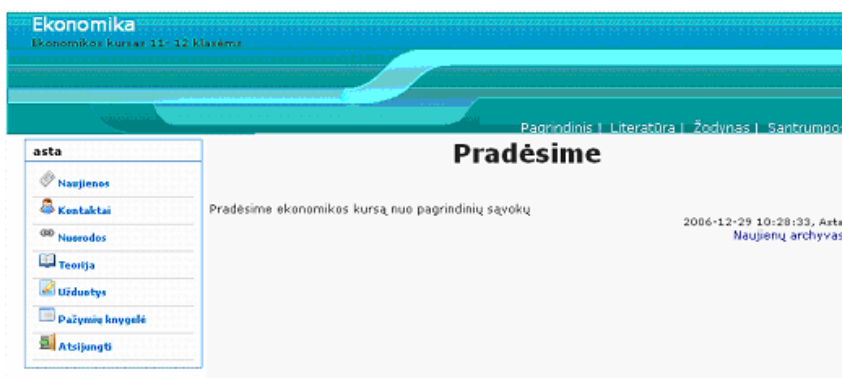 Ekonomika
Ekonomikos kursas 11- 12 klasėms
Pagrindinis | Literatūra | Žodynas | Santrumpos
asta
Pradėsime
Naujienos
Kontaktai
Nuorodos
Teorija
Užduotys
Pažymių knygelė
Atsijungti
Pradėsime ekonomikos kursą nuo pagrindinių sąvokų
2006-12-29 10:28:33, Asta
Naujienų archyvas